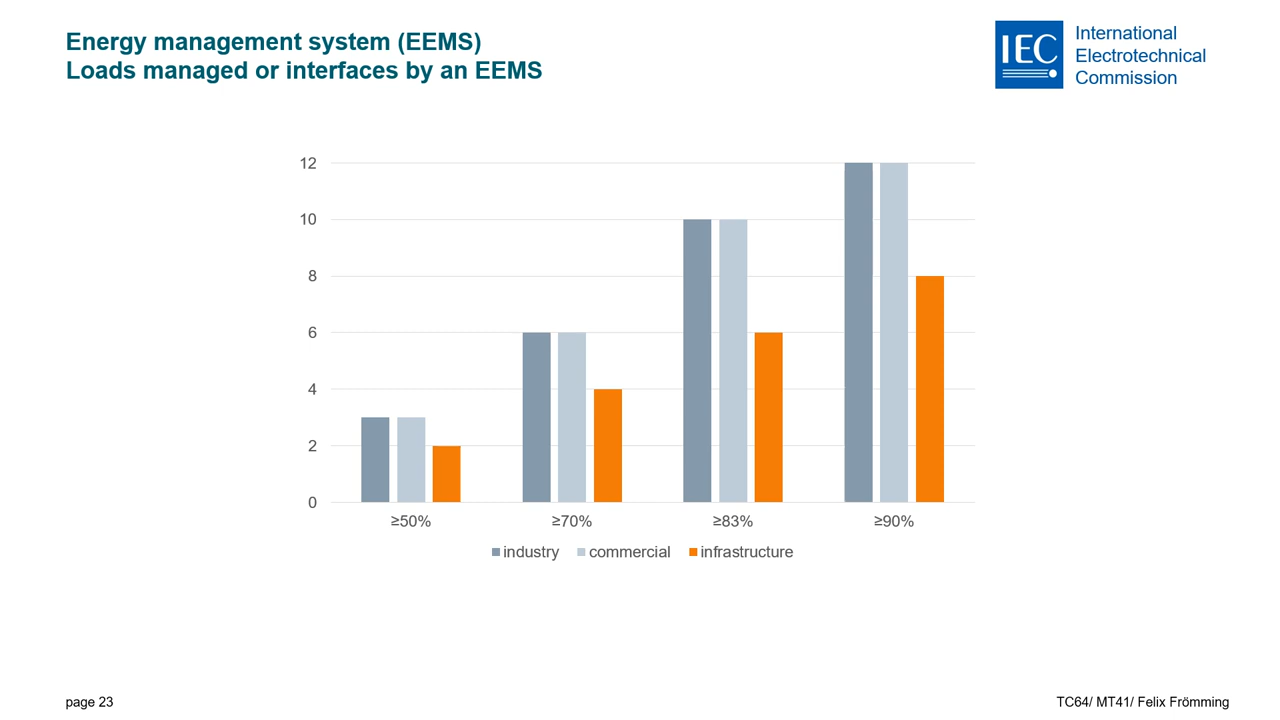 Energy management system (EEMS)
Loads managed or interfaces by an EEMS
IEC
International
Electrotechnical
Commission
12
10
8
6
4
2
0
≥50%
≥70%
≥83%
≥90%
industry
commercial
infrastructure
page 23
TC64/ MT41/ Felix Frömming